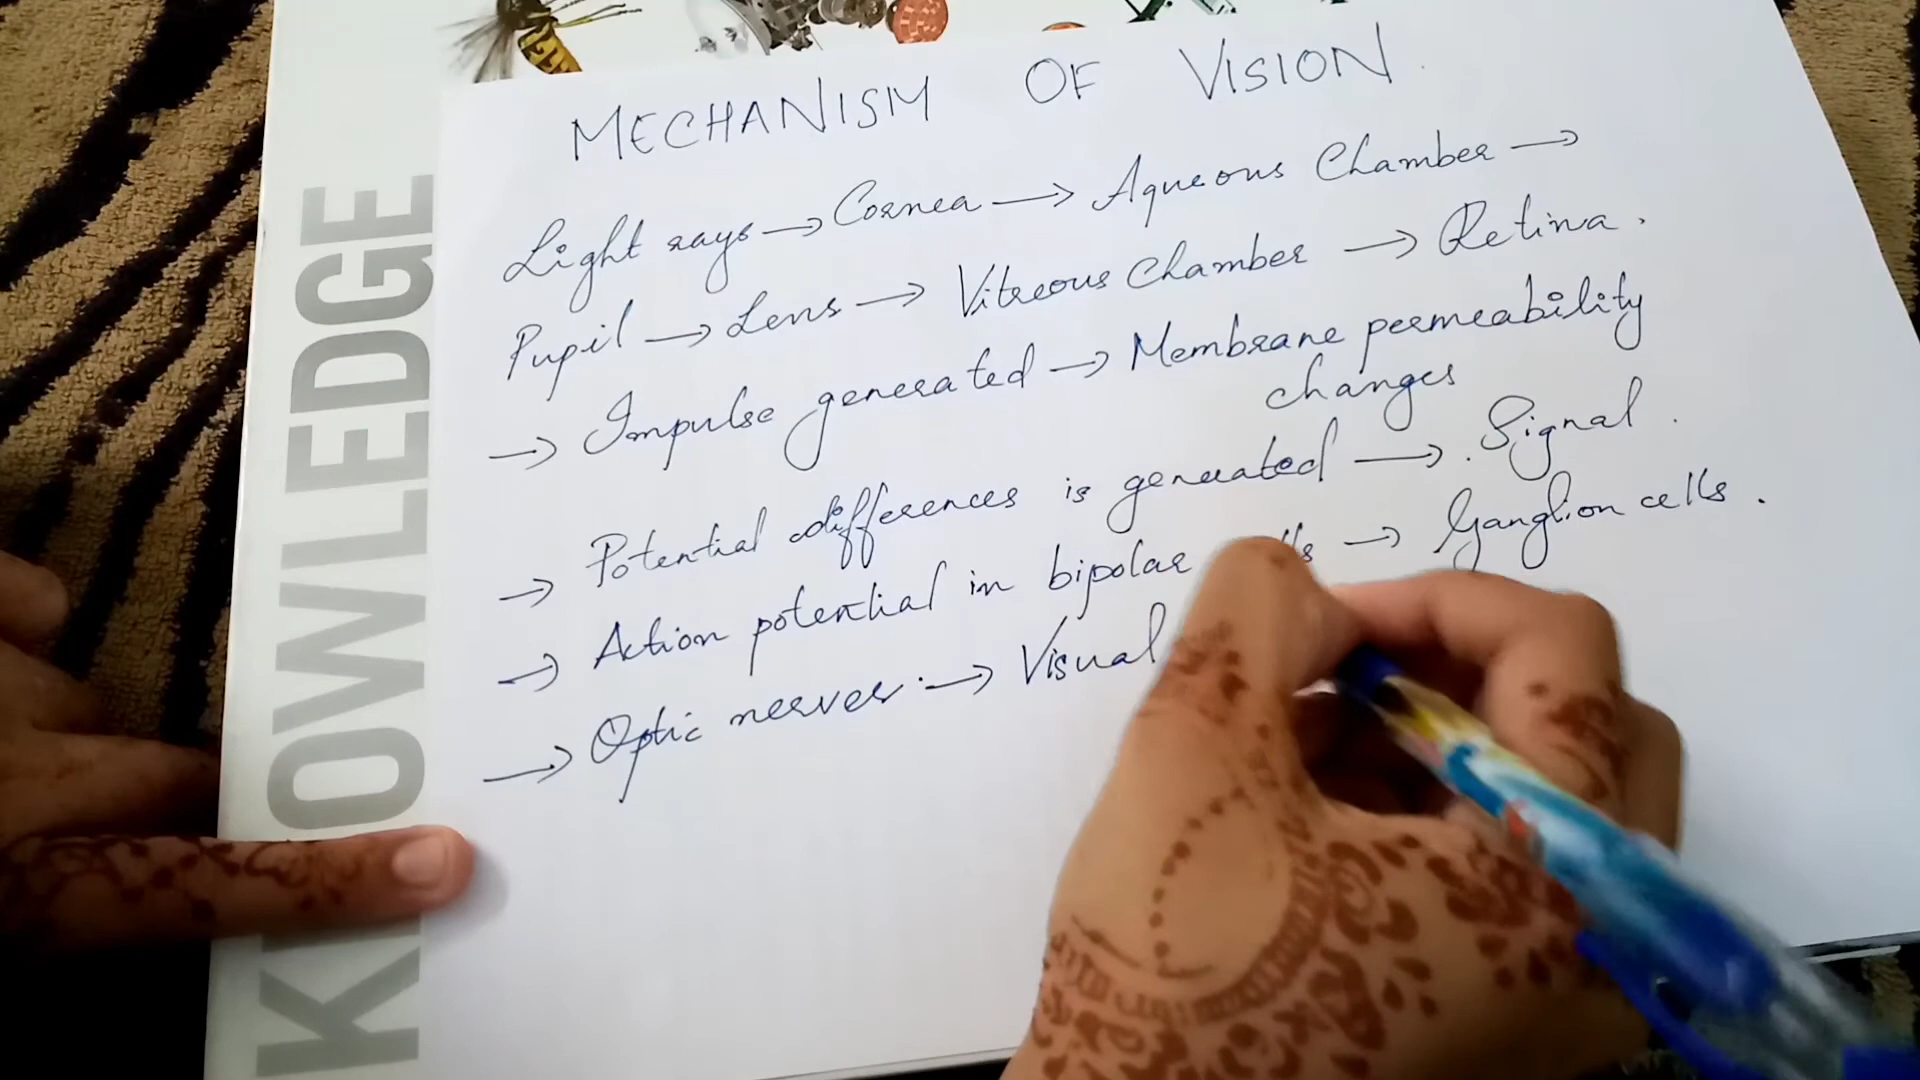 KNOWLEDGE
MECHANISM OF VISION
Light rays → Cornea → Aqueous Chamber →
Pupil → Lens → Vitreous Chamber → Retina.
→ Impulse generated → Membrane permeability
changes
→ Potential differences is generated → Signal.
→ Action potential in bipolar → Ganglion cells.
→ Optic nerves → Visual